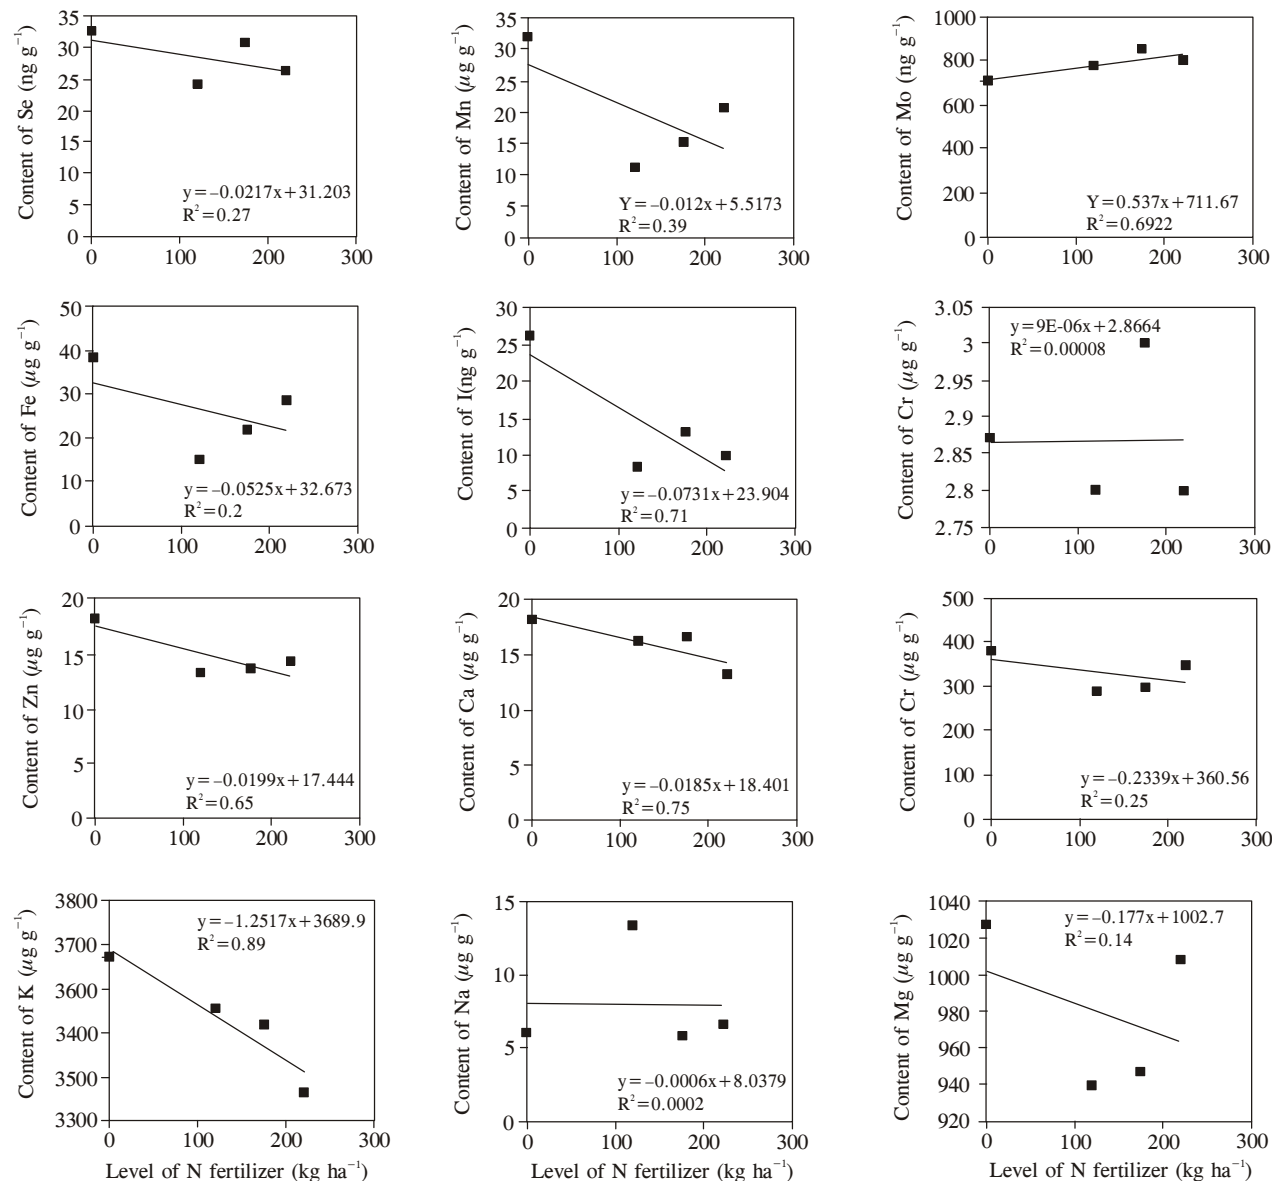 Content of Se (ng g⁻¹)
35
30
25
20
15
10
5
0
0 100 200 300
y=–0.0217x+31.203
R²=0.27
Content of Mn (µg g⁻¹)
35
30
25
20
15
10
5
0
0 100 200 300
Y=–0.012x+5.5173
R²=0.39
Content of Mo (ng g⁻¹)
1000
800
600
400
200
0
0 100 200 300
Y=0.537x+711.67
R²=0.6922
Content of Fe (µg g⁻¹)
50
40
30
20
10
0
0 100 200 300
y=–0.0525x+32.673
R²=0.2
Content of I(ng g⁻¹)
30
25
20
15
10
5
0
0 100 200 300
y=–0.0731x+23.904
R²=0.71
Content of Cr (µg g⁻¹)
3.05
3
2.95
2.9
2.85
2.8
2.75
0 100 200 300
y=9E-06x+2.8664
R²=0.00008
Content of Zn (µg g⁻¹)
20
15
10
5
0
0 100 200 300
y=–0.0199x+17.444
R²=0.65
Content of Ca (µg g⁻¹)
20
15
10
5
0
0 100 200 300
y=–0.0185x+18.401
R²=0.75
Content of Cr (µg g⁻¹)
500
400
300
200
100
0
0 100 200 300
y=–0.2339x+360.56
R²=0.25
Content of K (µg g⁻¹)
3800
3700
3600
3400
3500
3300
0 100 200 300
y=–1.2517x+3689.9
R²=0.89
Level of N fertilizer (kg ha⁻¹)
Content of Na (µg g⁻¹)
15
10
5
0
0 100 200 300
y=–0.0006x+8.0379
R²=0.0002
Level of N fertilizer (kg ha⁻¹)
Content of Mg (µg g⁻¹)
1040
1020
1000
980
960
940
920
0 100 200 300
y=–0.177x+1002.7
R²=0.14
Level of N fertilizer (kg ha⁻¹)